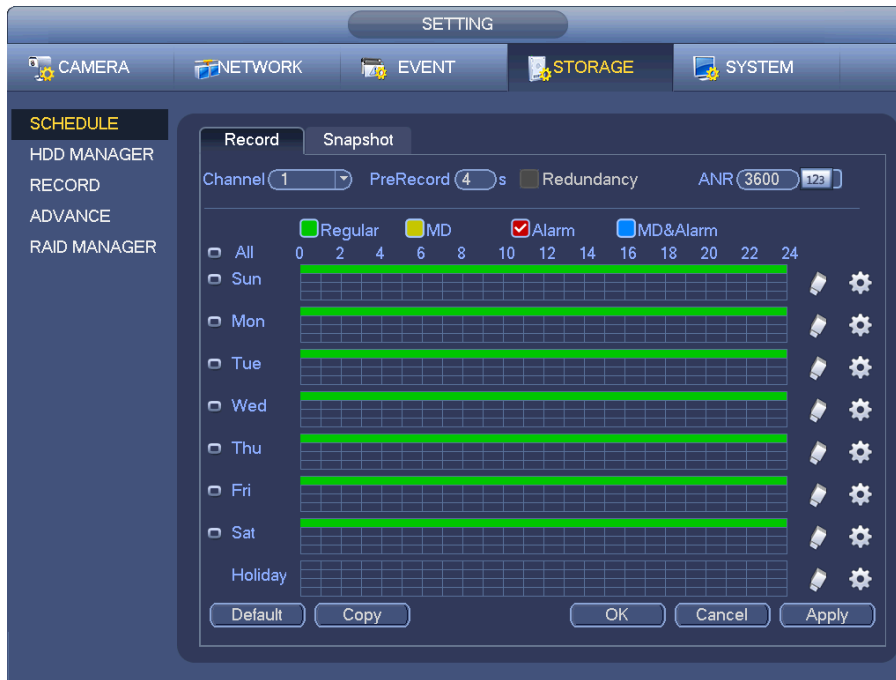 SETTING
CAMERA NETWORK EVENT STORAGE SYSTEM
SCHEDULE
HDD MANAGER
RECORD
ADVANCE
RAID MANAGER
Record Snapshot
Channel 1 PreRecord 4 s Redundancy ANR 3600 123
Regular MD Alarm MD&Alarm
All 0 2 4 6 8 10 12 14 16 18 20 22 24
Sun
Mon
Tue
Wed
Thu
Fri
Sat
Holiday
Default Copy OK Cancel Apply